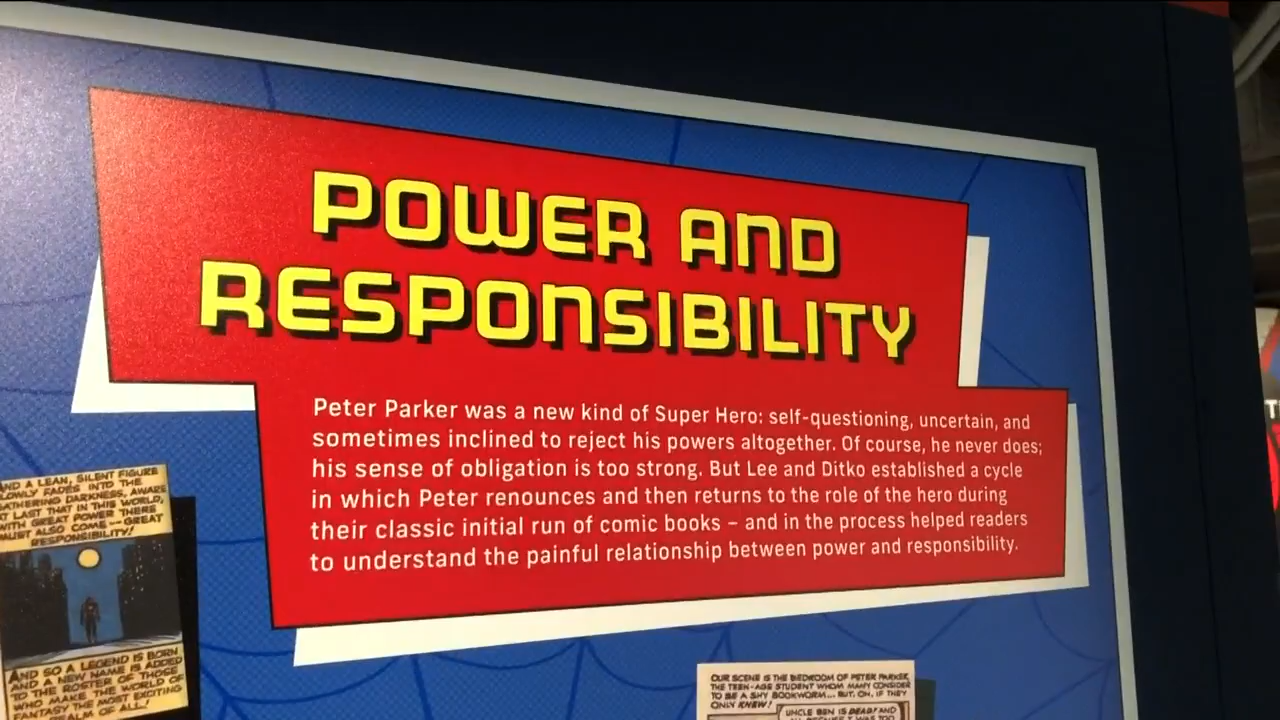 POWER AND
RESPONSIBILITY
Peter Parker was a new kind of Super Hero: self-questioning, uncertain, and
sometimes inclined to reject his powers altogether. Of course, he never does;
his sense of obligation is too strong. But Lee and Ditko established a cycle
in which Peter renounces and then returns to the role of the hero during
their classic initial run of comic books – and in the process helped readers
to understand the painful relationship between power and responsibility.
A LEAN, SILENT FIGURE
FADES INTO THE
DARKNESS, AWARE
LAST THAT IN THIS WORLD
WITH GREAT POWER THERE
MUST ALSO COME -- GREAT
RESPONSIBILITY!
AND SO A LEGEND IS BORN
AND A NEW NAME IS ADDED
TO THE ROSTER OF THOSE
WHO MAKE THE WORLD OF
FANTASY THE MOST EXCITING
REALM OF ALL!
OUR SCENE IS THE BEDROOM OF PETER PARKER,
THE TEEN-AGE STUDENT WHOM MANY CONSIDER
TO BE A SHY BOOKWORM... BUT, OH, IF THEY
ONLY KNEW!
UNCLE BEN IS DEAD! AND
ALL BECAUSE I WAS TOO